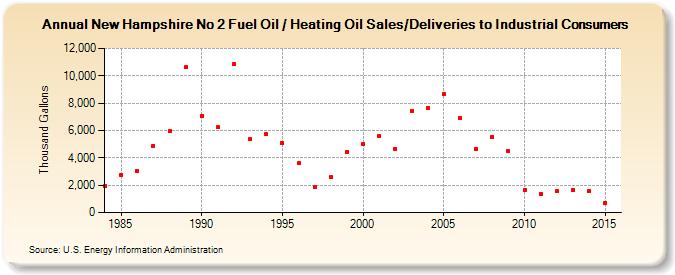 Annual New Hampshire No 2 Fuel Oil / Heating Oil Sales/Deliveries to Industrial Consumers
Thousand Gallons
12,000
10,000
8,000
6,000
4,000
2,000
0
1985 1990 1995 2000 2005 2010 2015
Source: U.S. Energy Information Administration